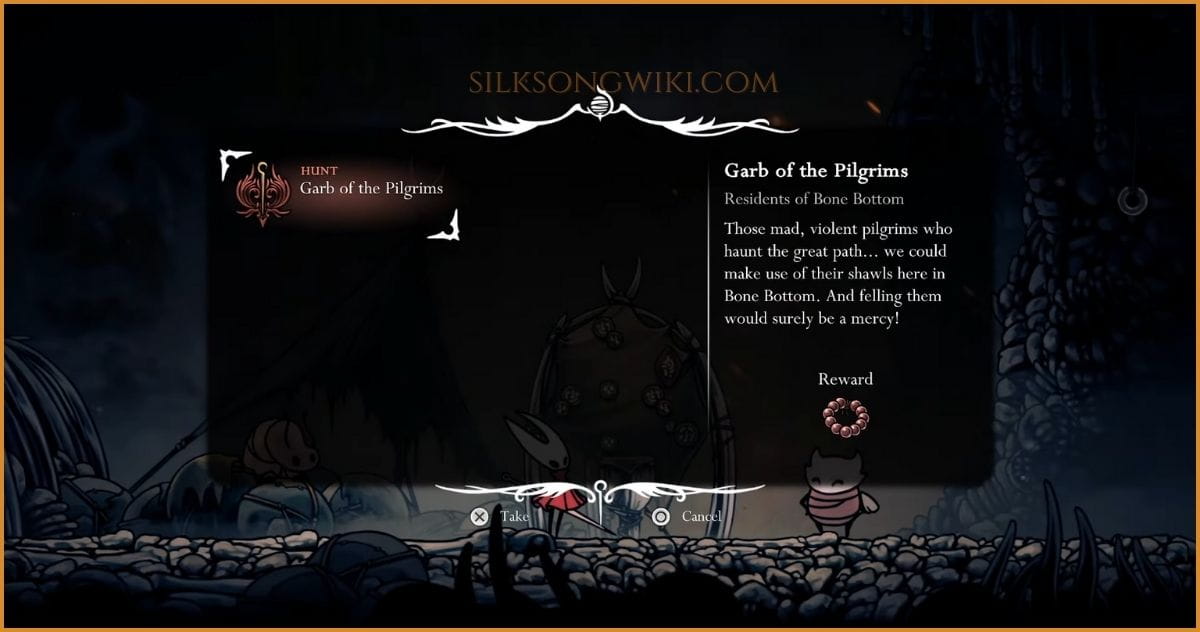 SILKSONGWIKI.COM
HUNT
Garb of the Pilgrims
Garb of the Pilgrims
Residents of Bone Bottom
Those mad, violent pilgrims who
haunt the great path... we could
make use of their shawls here in
Bone Bottom. And felling them
would surely be a mercy!
Reward
Take
Cancel